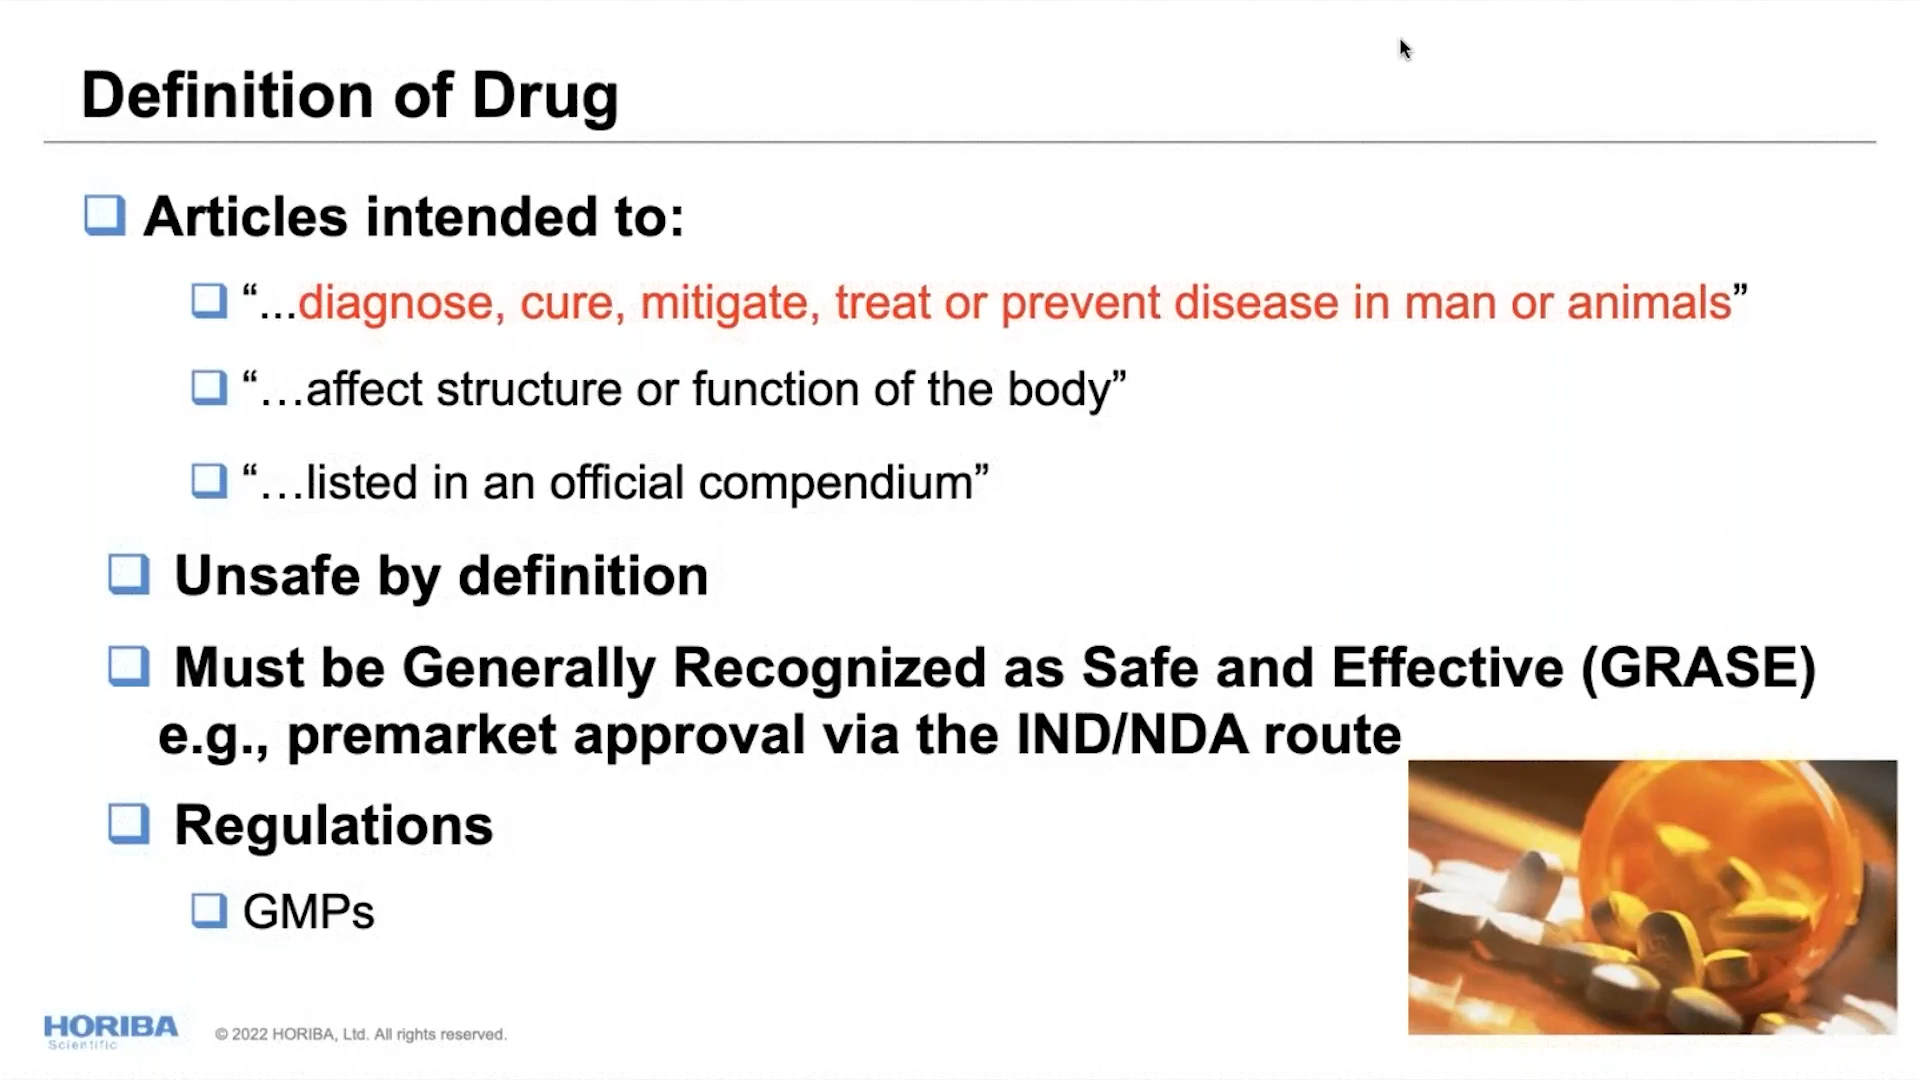 Definition of Drug
Articles intended to:
“...diagnose, cure, mitigate, treat or prevent disease in man or animals”
“…affect structure or function of the body”
“…listed in an official compendium”
Unsafe by definition
Must be Generally Recognized as Safe and Effective (GRASE)
e.g., premarket approval via the IND/NDA route
Regulations
GMPs
HORIBA
Scientific
© 2022 HORIBA, Ltd. All rights reserved.